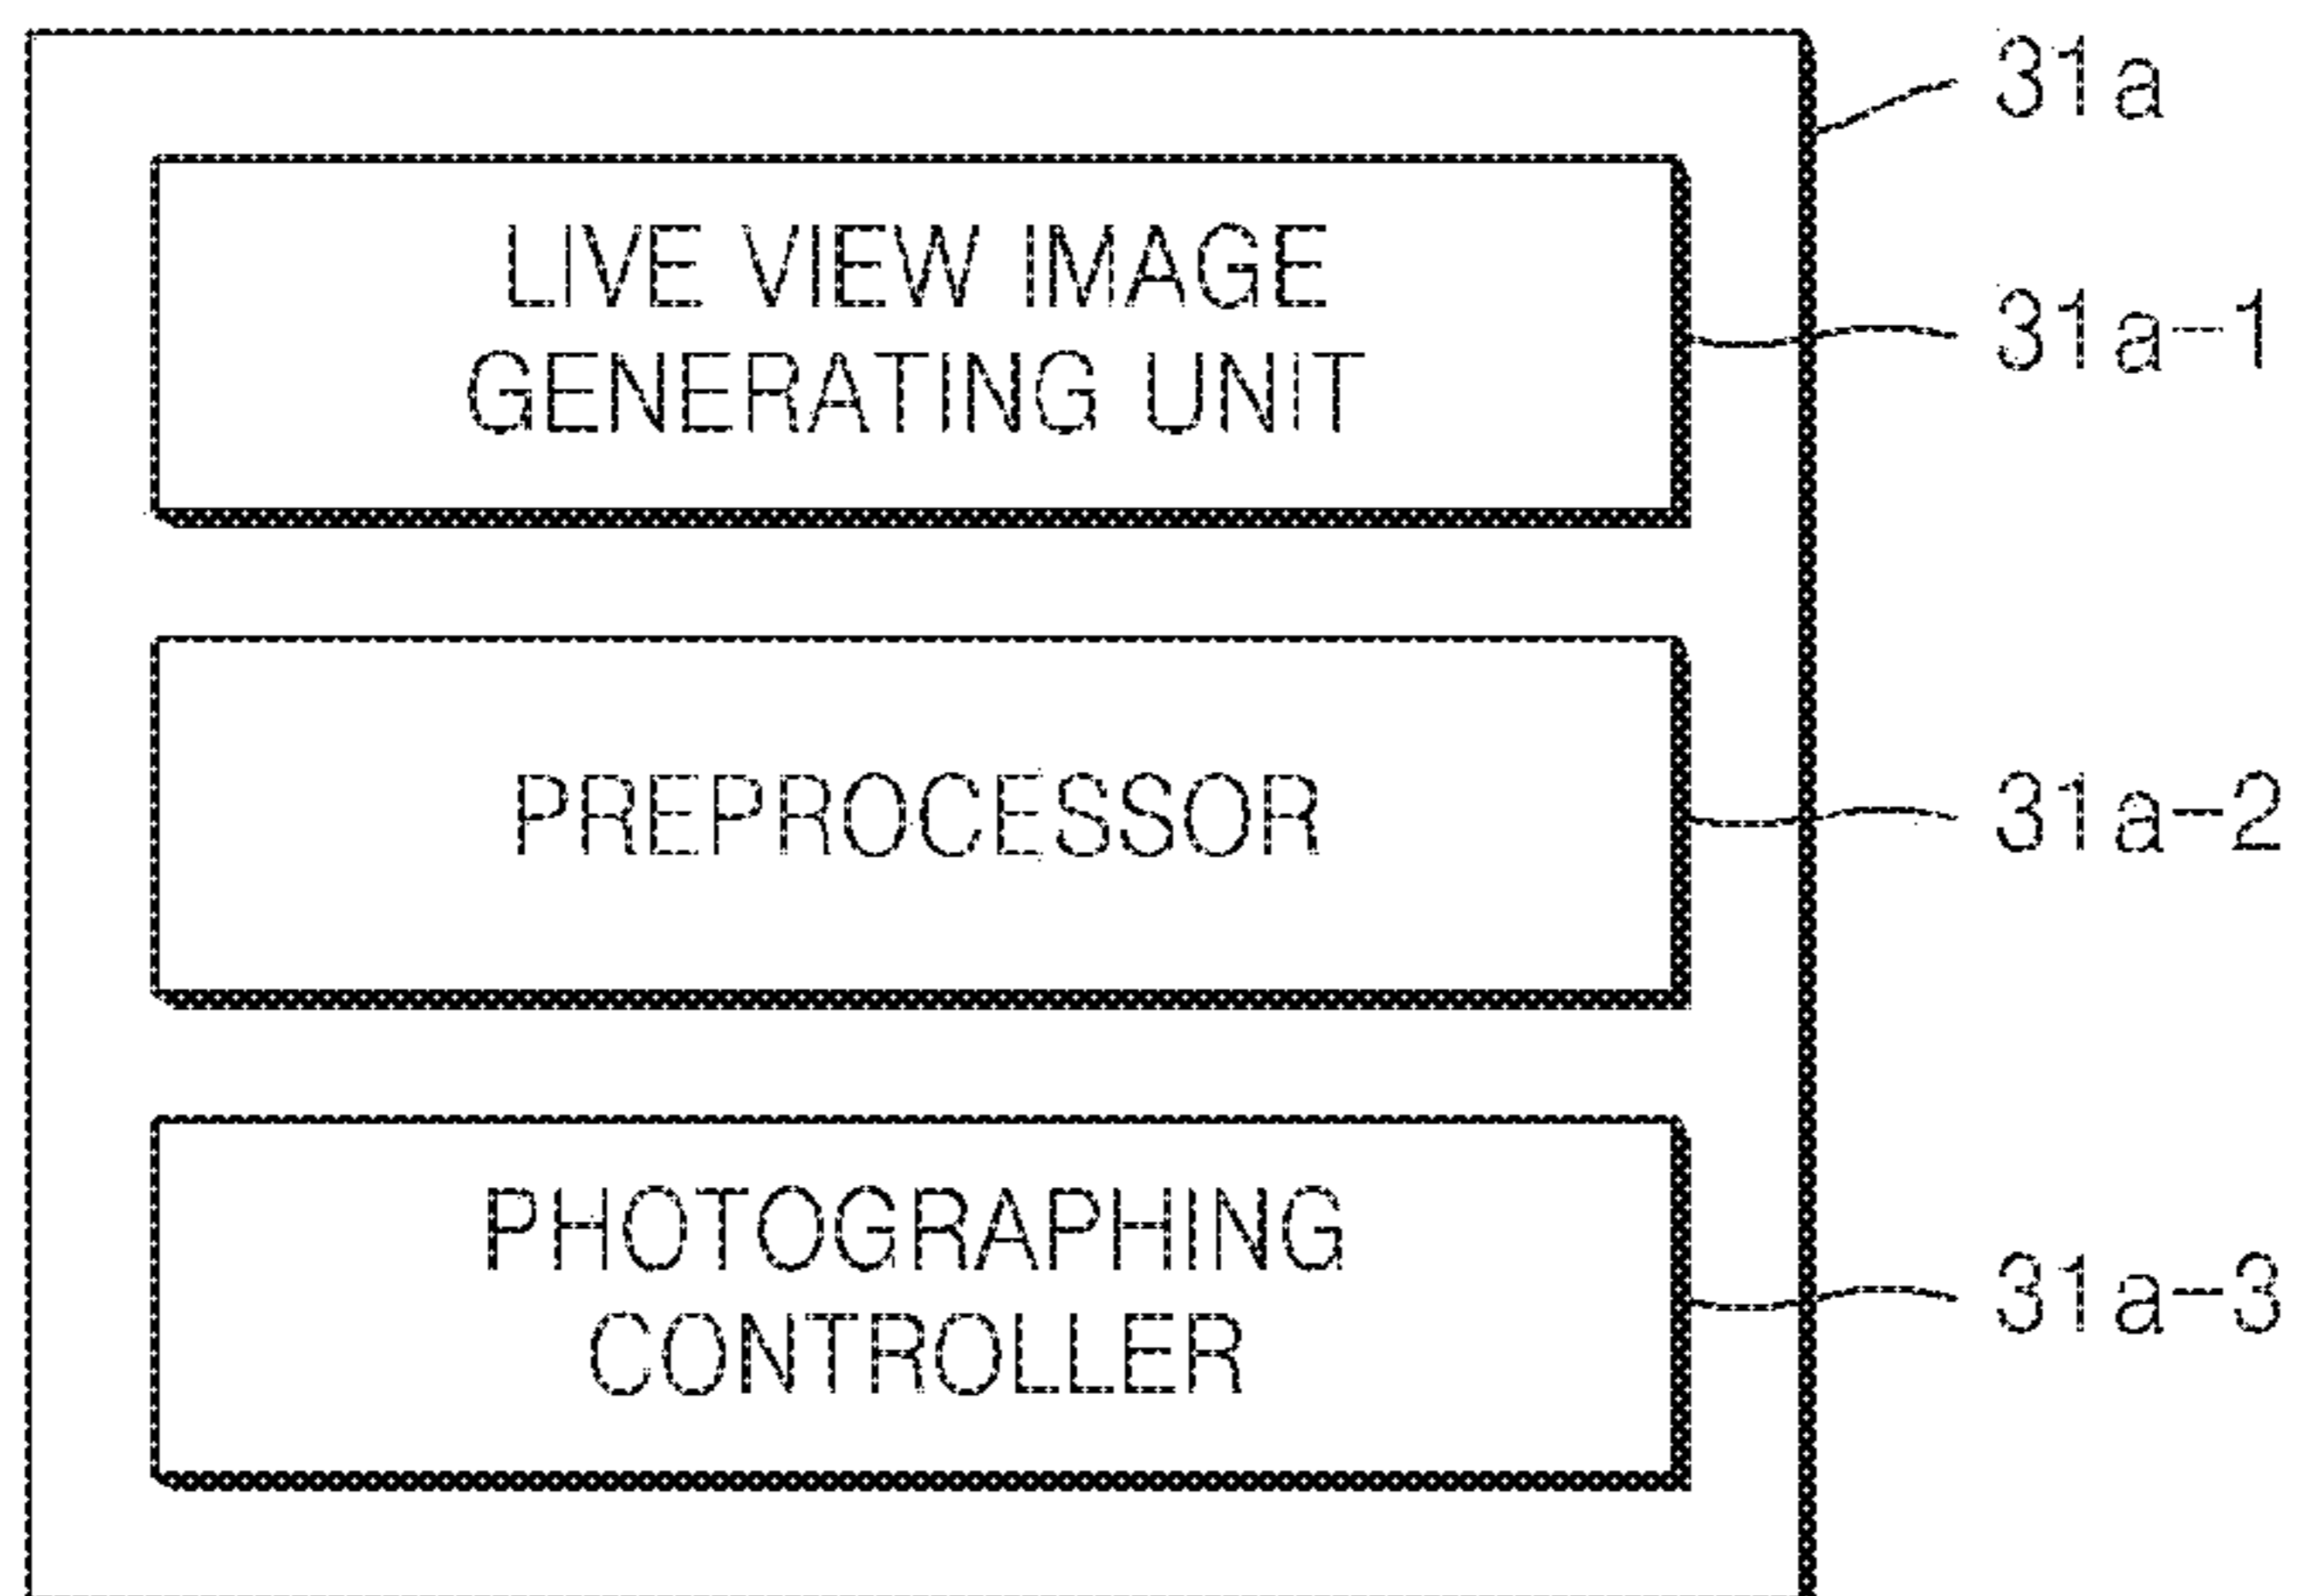 31a
LIVE VIEW IMAGE
GENERATING UNIT
31a-1
PREPROCESSOR
31a-2
PHOTOGRAPHING
CONTROLLER
31a-3